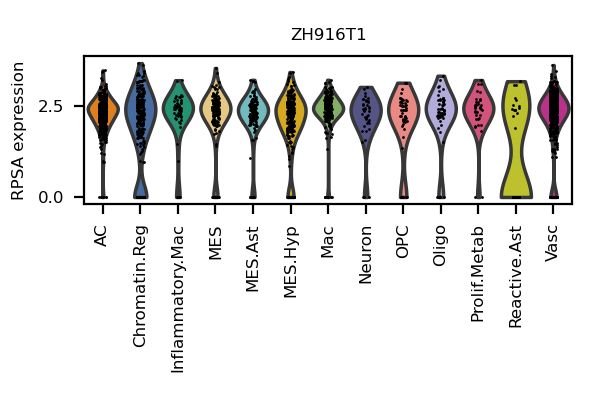 ZH916T1
RPSA expression
2.5
0.0
AC
Chromatin.Reg
Inflammatory.Mac
MES
MES.Ast
MES.Hyp
Mac
Neuron
OPC
Oligo
Prolif.Metab
Reactive.Ast
Vasc